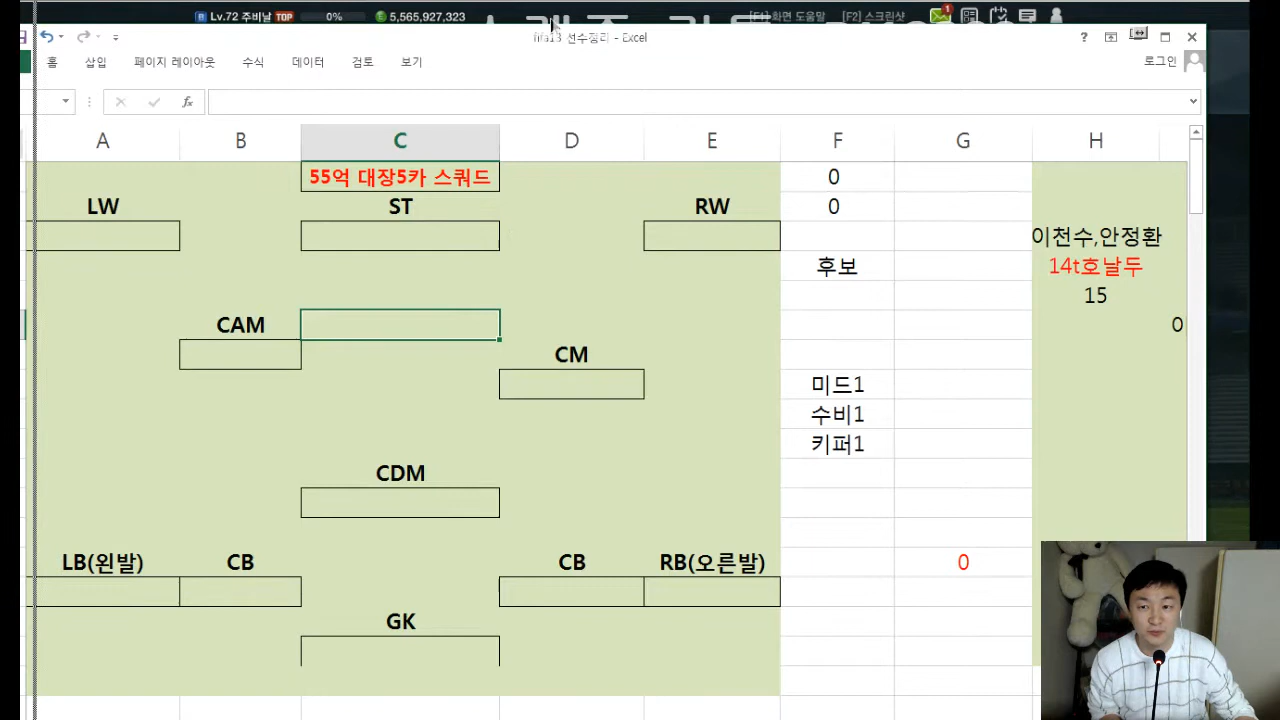 Lv.72 주비날 TOP 0% 5,565,927,323 [F1] 화면 도움말 [F2] 스크린샷 1
fifa13 선수정리 - Excel
?
홈 삽입 페이지 레이아웃 수식 데이터 검토 보기 로그인
fx
A B C D E F G H
55억 대장5카 스쿼드 0
LW ST RW 0
이천수,안정환
후보 14t호날두
15
CAM 0
CM
미드1
수비1
키퍼1
CDM
LB(왼발) CB CB RB(오른발) 0
GK